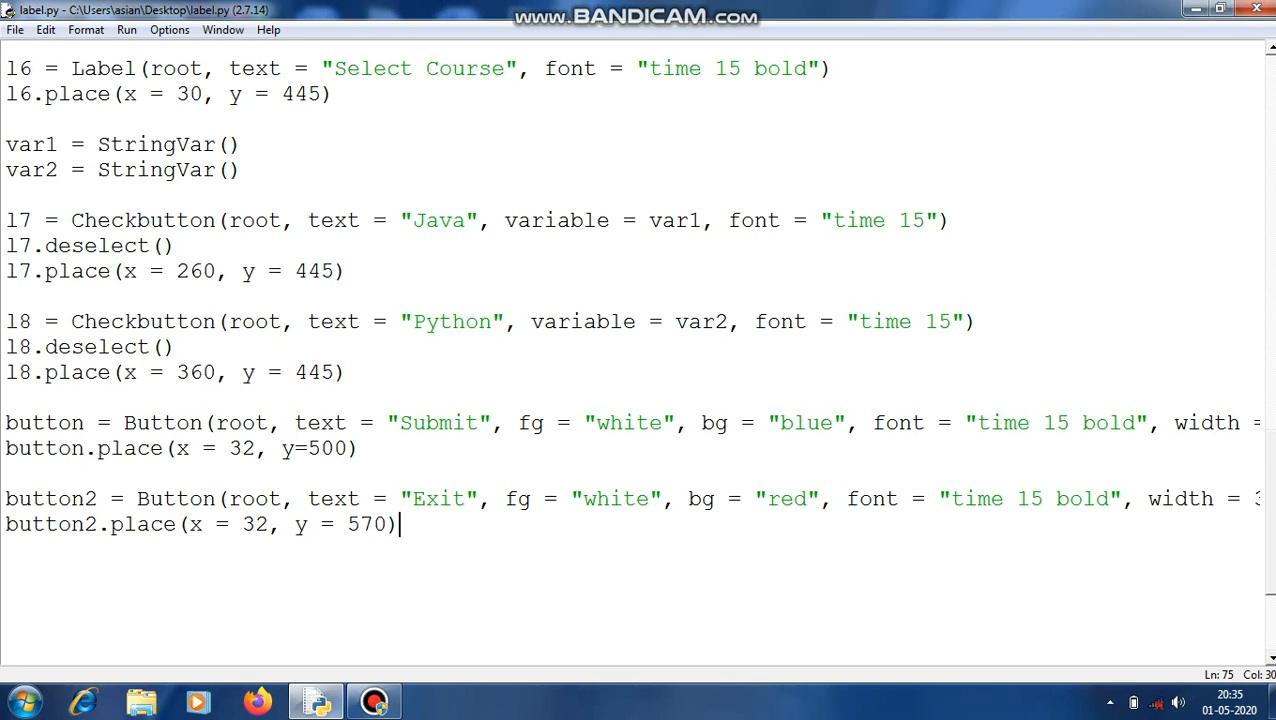 label.py - C:\Users\asian\Desktop\label.py (2.7.14)
www.BANDICAM.com
File Edit Format Run Options Window Help
l6 = Label(root, text = "Select Course", font = "time 15 bold")
l6.place(x = 30, y = 445)
var1 = StringVar()
var2 = StringVar()
l7 = Checkbutton(root, text = "Java", variable = var1, font = "time 15")
l7.deselect()
l7.place(x = 260, y = 445)
l8 = Checkbutton(root, text = "Python", variable = var2, font = "time 15")
l8.deselect()
l8.place(x = 360, y = 445)
button = Button(root, text = "Submit", fg = "white", bg = "blue", font = "time 15 bold", width =
button.place(x = 32, y=500)
button2 = Button(root, text = "Exit", fg = "white", bg = "red", font = "time 15 bold", width = 3
button2.place(x = 32, y = 570)
Ln: 75 Col: 30
20:35
01-05-2020